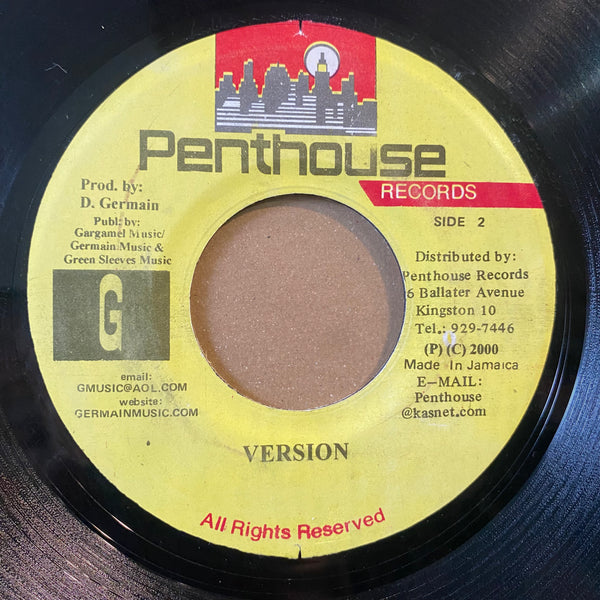 Penthouse
RECORDS
SIDE 2
Prod. by:
D. Germain
Publ: by:
Gargamel Music/
Germain Music &
Green Sleeves Music
G
email:
GMUSIC@AOL.COM
website:
GERMAINMUSIC.COM
Distributed by:
Penthouse Records
6 Ballater Avenue
Kingston 10
Tel.: 929-7446
(P) (C) 2000
Made In Jamaica
E-MAIL:
Penthouse
@kasnet.com
VERSION
All Rights Reserved